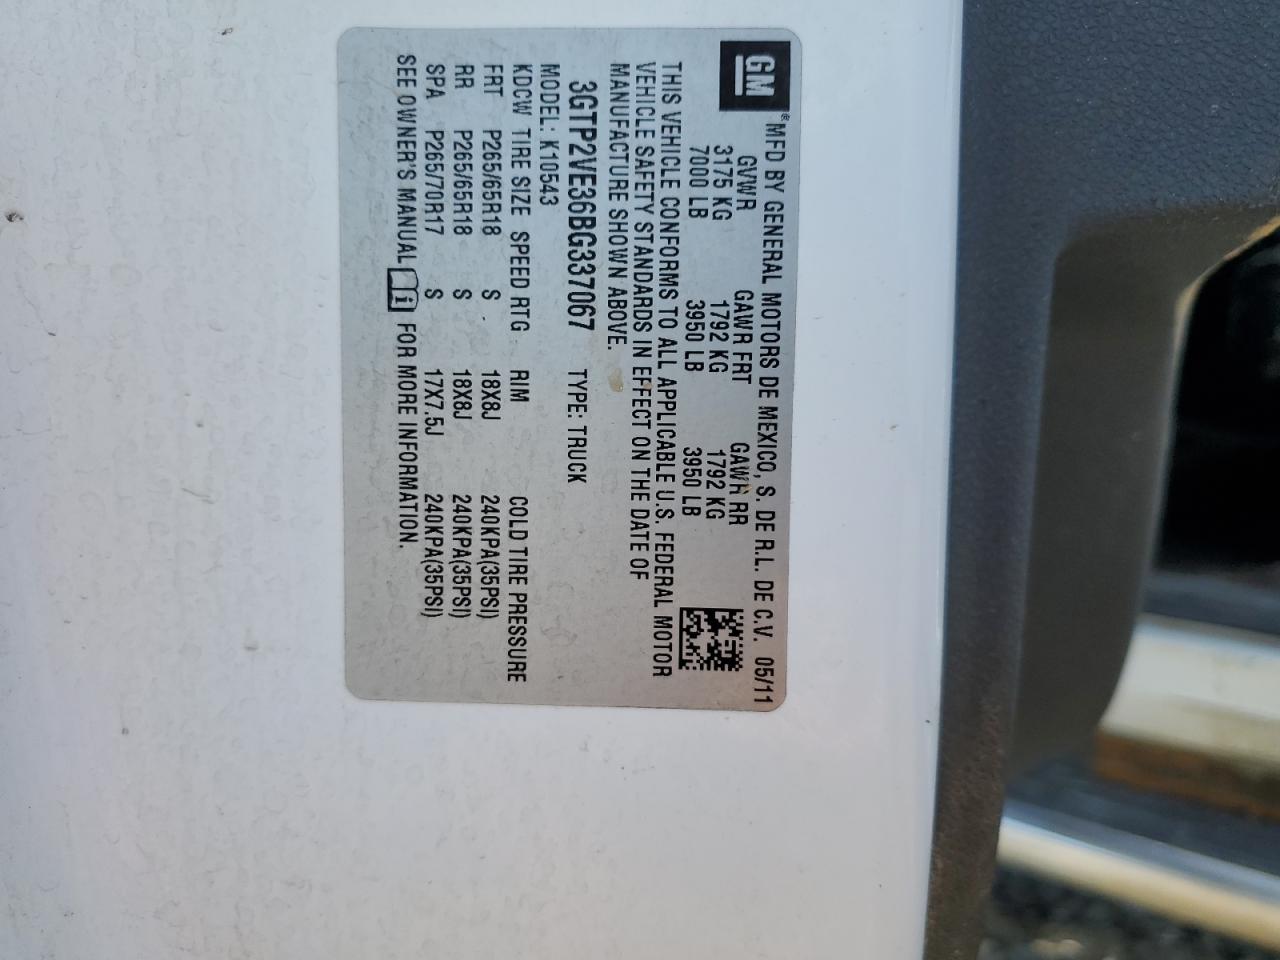 GM
® MFD BY GENERAL MOTORS DE MEXICO, S. DE R.L. DE C.V. 05/11
GVWR GAWR FRT GAWR RR
3175 KG 1792 KG 1792 KG
7000 LB 3950 LB 3950 LB
THIS VEHICLE CONFORMS TO ALL APPLICABLE U.S. FEDERAL MOTOR
VEHICLE SAFETY STANDARDS IN EFFECT ON THE DATE OF
MANUFACTURE SHOWN ABOVE.
3GTP2VE36BG337067 TYPE: TRUCK
MODEL: K10543
KDCW TIRE SIZE SPEED RTG RIM COLD TIRE PRESSURE
FRT P265/65R18 S 18X8J 240KPA(35PSI)
RR P265/65R18 S 18X8J 240KPA(35PSI)
SPA P265/70R17 S 17X7.5J 240KPA(35PSI)
SEE OWNER'S MANUAL i FOR MORE INFORMATION.